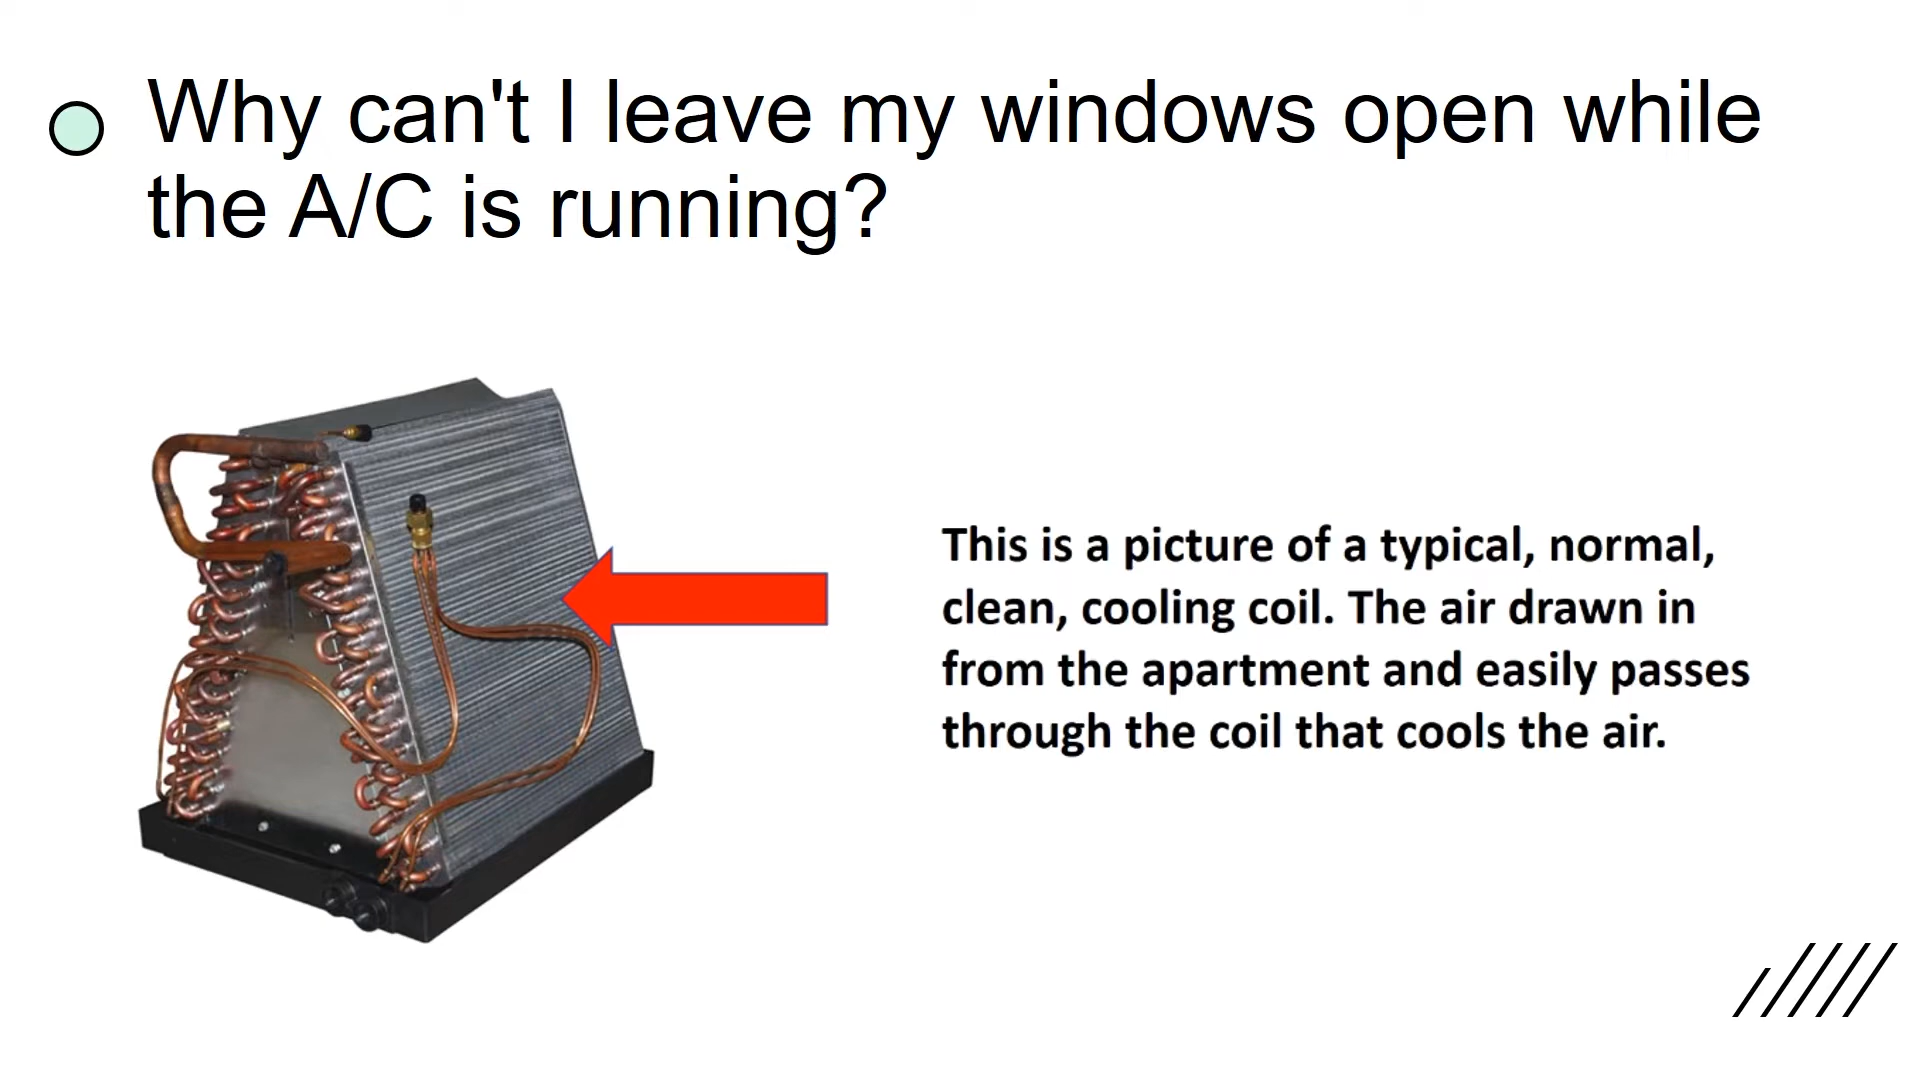 Why can't I leave my windows open while
the A/C is running?
This is a picture of a typical, normal,
clean, cooling coil. The air drawn in
from the apartment and easily passes
through the coil that cools the air.